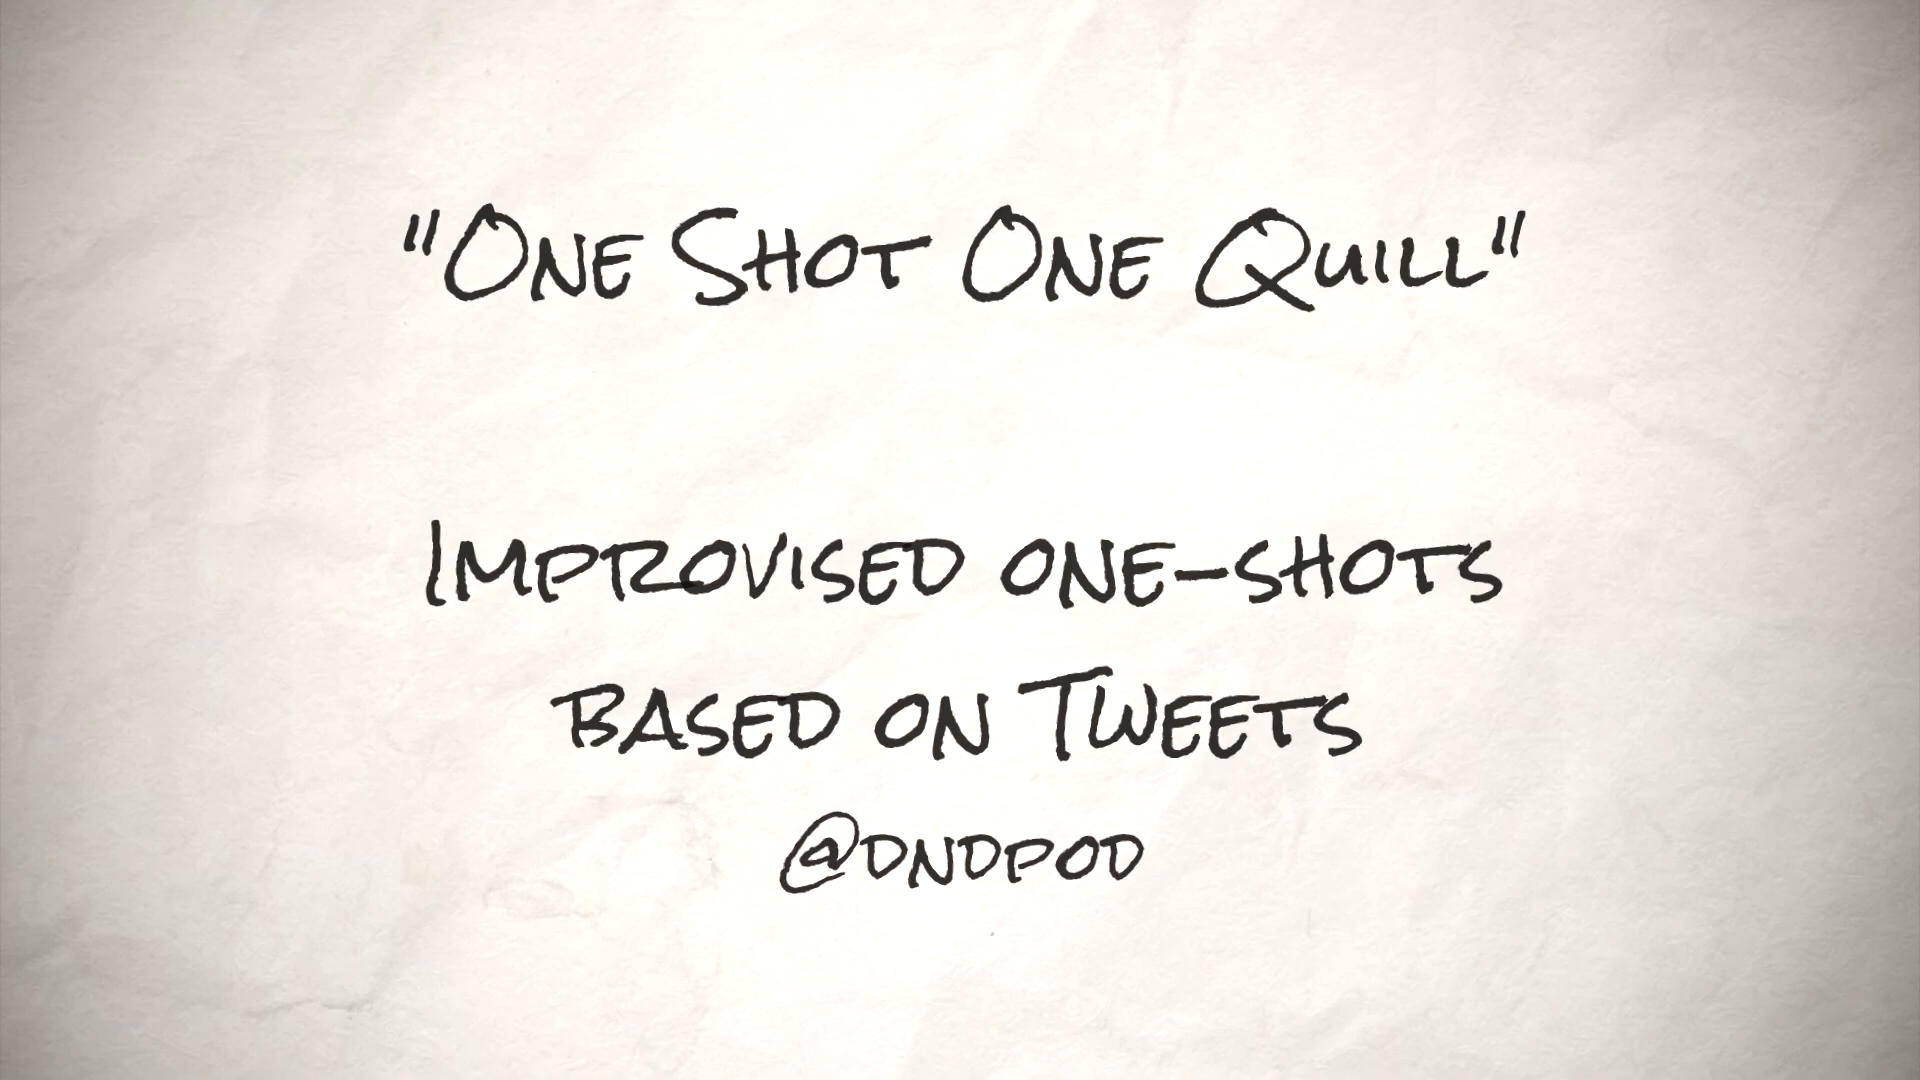 "One Shot One Quill"
Improvised one-shots
based on Tweets
@dndpod